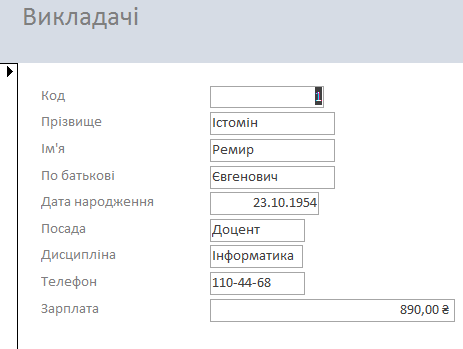 Викладачі
Код 1
Прізвище Істомін
Ім'я Ремир
По батькові Євгенович
Дата народження 23.10.1954
Посада Доцент
Дисципліна Інформатика
Телефон 110-44-68
Зарплата 890,00 ₴